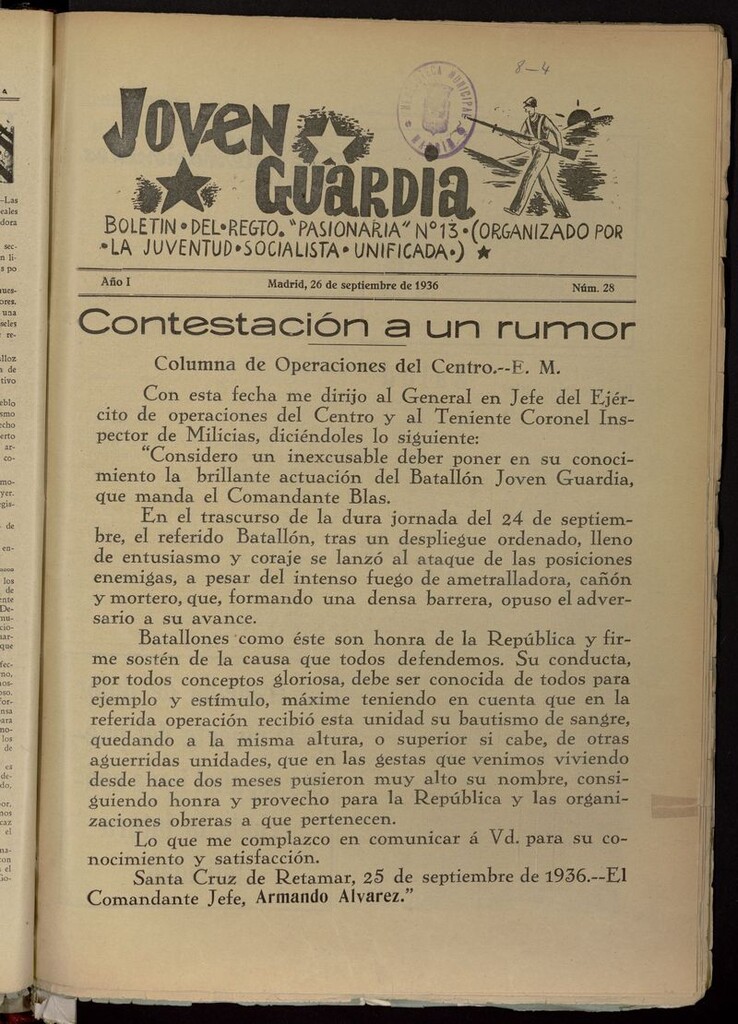 8-4
JOVEN
GUARDIA
BOLETIN·DEL·REGTO. "PASIONARIA" Nº13·(ORGANIZADO POR
·LA JUVENTUD·SOCIALISTA·UNIFICADA·)
Año I
Madrid, 26 de septiembre de 1936
Núm. 28
Contestación a un rumor
Columna de Operaciones del Centro.--E. M.
Con esta fecha me dirijo al General en Jefe del Ejér-
cito de operaciones del Centro y al Teniente Coronel Ins-
pector de Milicias, diciéndoles lo siguiente:
"Considero un inexcusable deber poner en su conoci-
miento la brillante actuación del Batallón Joven Guardia,
que manda el Comandante Blas.
En el trascurso de la dura jornada del 24 de septiem-
bre, el referido Batallón, tras un despliegue ordenado, lleno
de entusiasmo y coraje se lanzó al ataque de las posiciones
enemigas, a pesar del intenso fuego de ametralladora, cañón
y mortero, que, formando una densa barrera, opuso el adver-
sario a su avance.
Batallones como éste son honra de la República y fir-
me sostén de la causa que todos defendemos. Su conducta,
por todos conceptos gloriosa, debe ser conocida de todos para
ejemplo y estímulo, máxime teniendo en cuenta que en la
referida operación recibió esta unidad su bautismo de sangre,
quedando a la misma altura, o superior si cabe, de otras
aguerridas unidades, que en las gestas que venimos viviendo
desde hace dos meses pusieron muy alto su nombre, consi-
guiendo honra y provecho para la República y las organi-
zaciones obreras a que pertenecen.
Lo que me complazco en comunicar á Vd. para su co-
nocimiento y satisfacción.
Santa Cruz de Retamar, 25 de septiembre de 1936.--El
Comandante Jefe, Armando Alvarez."